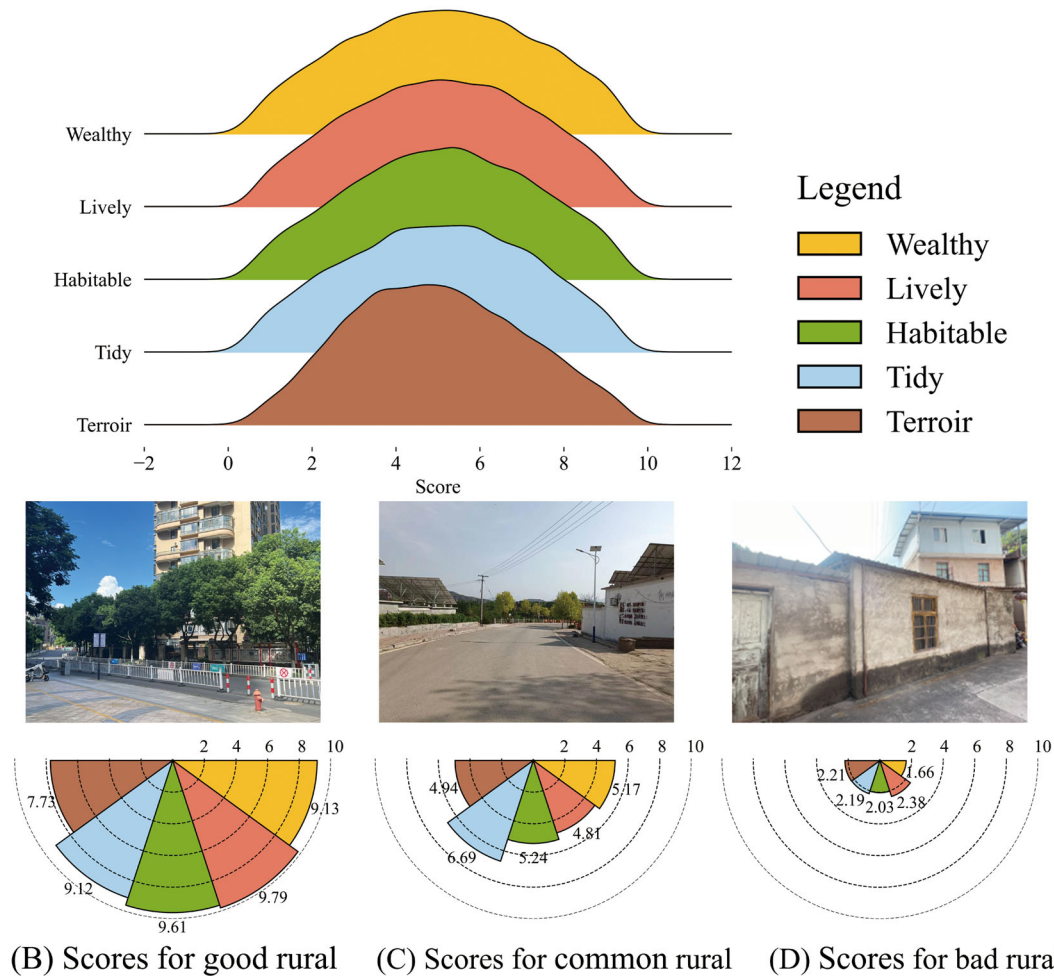 Wealthy
Lively
Habitable
Tidy
Terroir
−2 0 2 4 6 8 10 12
Score
Legend
Wealthy
Lively
Habitable
Tidy
Terroir
2 4 6 8 10
7.73
9.12
9.61
9.79
9.13
2 4 6 8 10
4.94
6.69
5.24
4.81
5.17
2 4 6 8 10
2.21
2.19
2.03
2.38
1.66
(B) Scores for good rural
(C) Scores for common rural
(D) Scores for bad rura